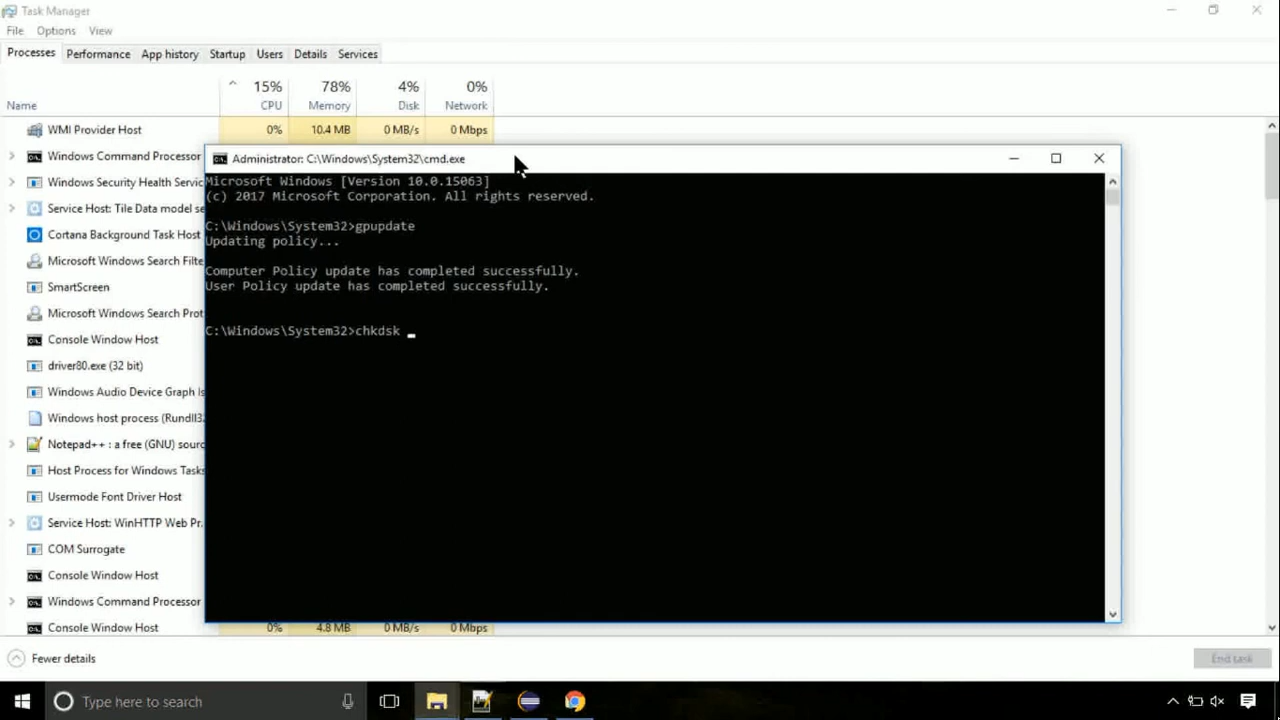 Task Manager
File Options View
Processes Performance App history Startup Users Details Services
15% 78% 4% 0%
Name CPU Memory Disk Network
WMI Provider Host 0% 10.4 MB 0 MB/s 0 Mbps
Windows Command Processor
Windows Security Health Servic
Service Host: Tile Data model se
Cortana Background Task Host
Microsoft Windows Search Filte
SmartScreen
Microsoft Windows Search Prot
Console Window Host
driver80.exe (32 bit)
Windows Audio Device Graph Is
Windows host process (Rundll32
Notepad++ : a free (GNU) sourc
Host Process for Windows Tasks
Usermode Font Driver Host
Service Host: WinHTTP Web Pr...
COM Surrogate
Console Window Host
Windows Command Processor
Console Window Host 0% 4.8 MB 0 MB/s 0 Mbps
Administrator: C:\Windows\System32\cmd.exe
Microsoft Windows [Version 10.0.15063]
(c) 2017 Microsoft Corporation. All rights reserved.
C:\Windows\System32>gpupdate
Updating policy...
Computer Policy update has completed successfully.
User Policy update has completed successfully.
C:\Windows\System32>chkdsk _
Fewer details
End task
Type here to search